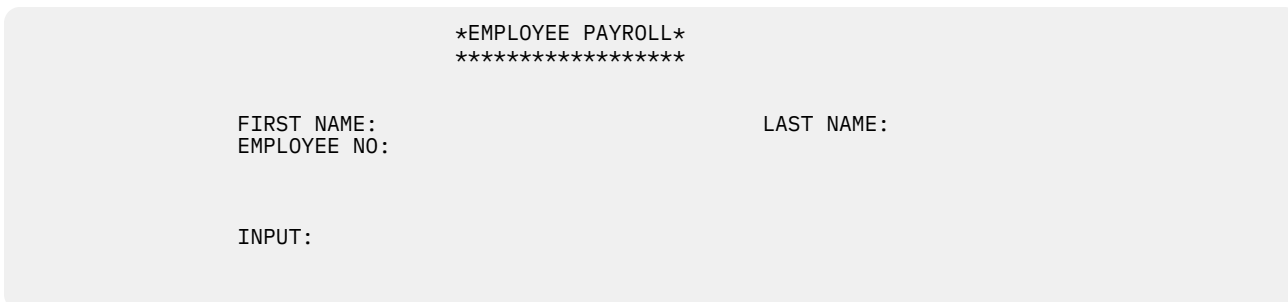 *EMPLOYEE PAYROLL*
******************
FIRST NAME: LAST NAME:
EMPLOYEE NO:
INPUT: